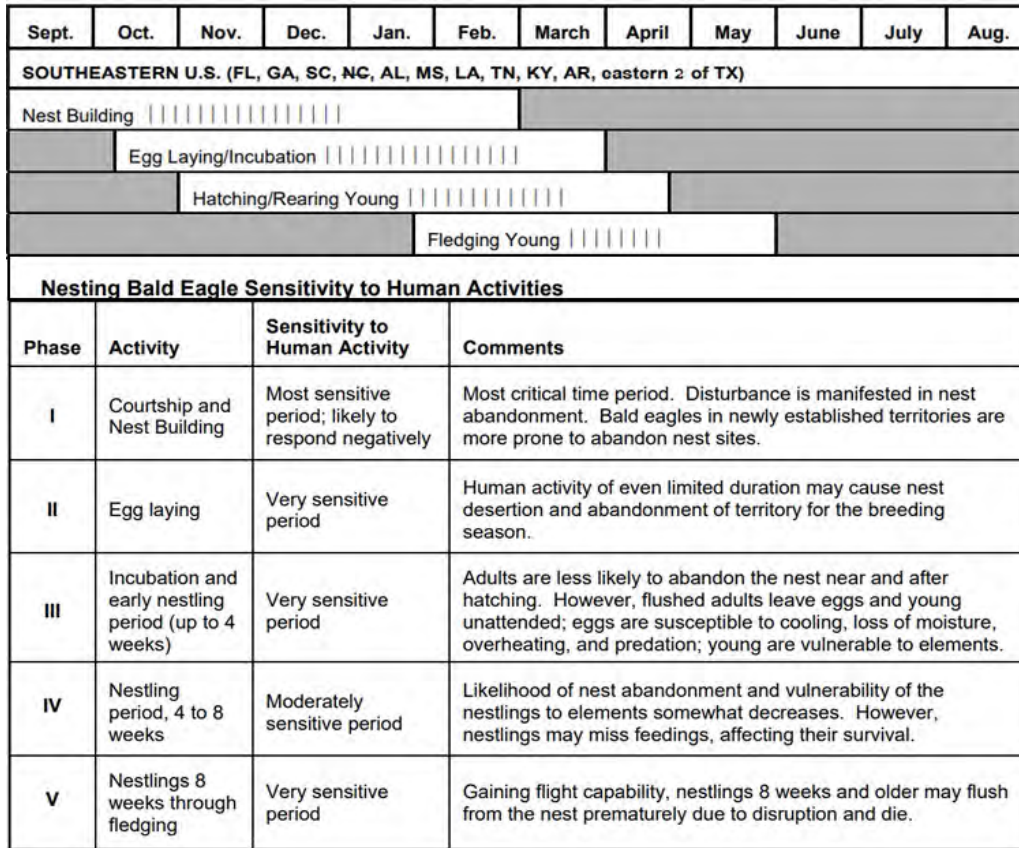 Sept. Oct. Nov. Dec. Jan. Feb. March April May June July Aug.
SOUTHEASTERN U.S. (FL, GA, SC, NC, AL, MS, LA, TN, KY, AR, eastern 2 of TX)
Nest Building | | | | | | | | | | | | | | | |
Egg Laying/Incubation | | | | | | | | | | | | | | | |
Hatching/Rearing Young | | | | | | | | | | | | |
Fledging Young | | | | | | | |
Nesting Bald Eagle Sensitivity to Human Activities
Phase
Activity
Sensitivity to
Human Activity
Comments
I
Courtship and
Nest Building
Most sensitive
period; likely to
respond negatively
Most critical time period. Disturbance is manifested in nest
abandonment. Bald eagles in newly established territories are
more prone to abandon nest sites.
II
Egg laying
Very sensitive
period
Human activity of even limited duration may cause nest
desertion and abandonment of territory for the breeding
season.
III
Incubation and
early nestling
period (up to 4
weeks)
Very sensitive
period
Adults are less likely to abandon the nest near and after
hatching. However, flushed adults leave eggs and young
unattended; eggs are susceptible to cooling, loss of moisture,
overheating, and predation; young are vulnerable to elements.
IV
Nestling
period, 4 to 8
weeks
Moderately
sensitive period
Likelihood of nest abandonment and vulnerability of the
nestlings to elements somewhat decreases. However,
nestlings may miss feedings, affecting their survival.
V
Nestlings 8
weeks through
fledging
Very sensitive
period
Gaining flight capability, nestlings 8 weeks and older may flush
from the nest prematurely due to disruption and die.